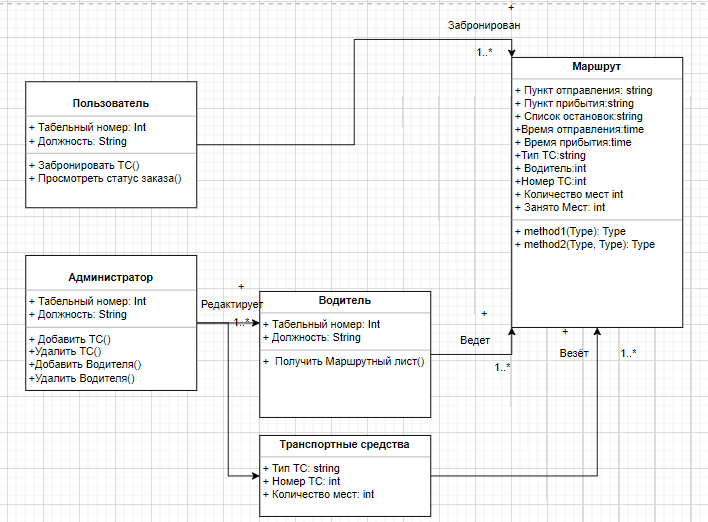 +
Забронирован
1..*
Маршрут
+ Пункт отправления: string
+ Пункт прибытия:string
+ Список остановок:string
+Время отправления:time
+ Время прибытия:time
+Тип ТС:string
+ Водитель:int
+Номер ТС:int
+ Количество мест int
+ Занято Мест: int
+ method1(Type): Type
+ method2(Type, Type): Type
Пользователь
+ Табельный номер: Int
+ Должность: String
+ Забронировать ТС()
+ Просмотреть статус заказа()
Администратор
+ Табельный номер: Int
+ Должность: String
+ Добавить ТС()
+Удалить ТС()
+Добавить Водителя()
+Удалить Водителя()
+
Редактирует
1..*
Водитель
+ Табельный номер: Int
+ Должность: String
+ Получить Маршрутный лист()
+
Ведет
1..*
+
Везёт
1..*
Транспортные средства
+ Тип ТС: string
+ Номер ТС: int
+ Количество мест: int